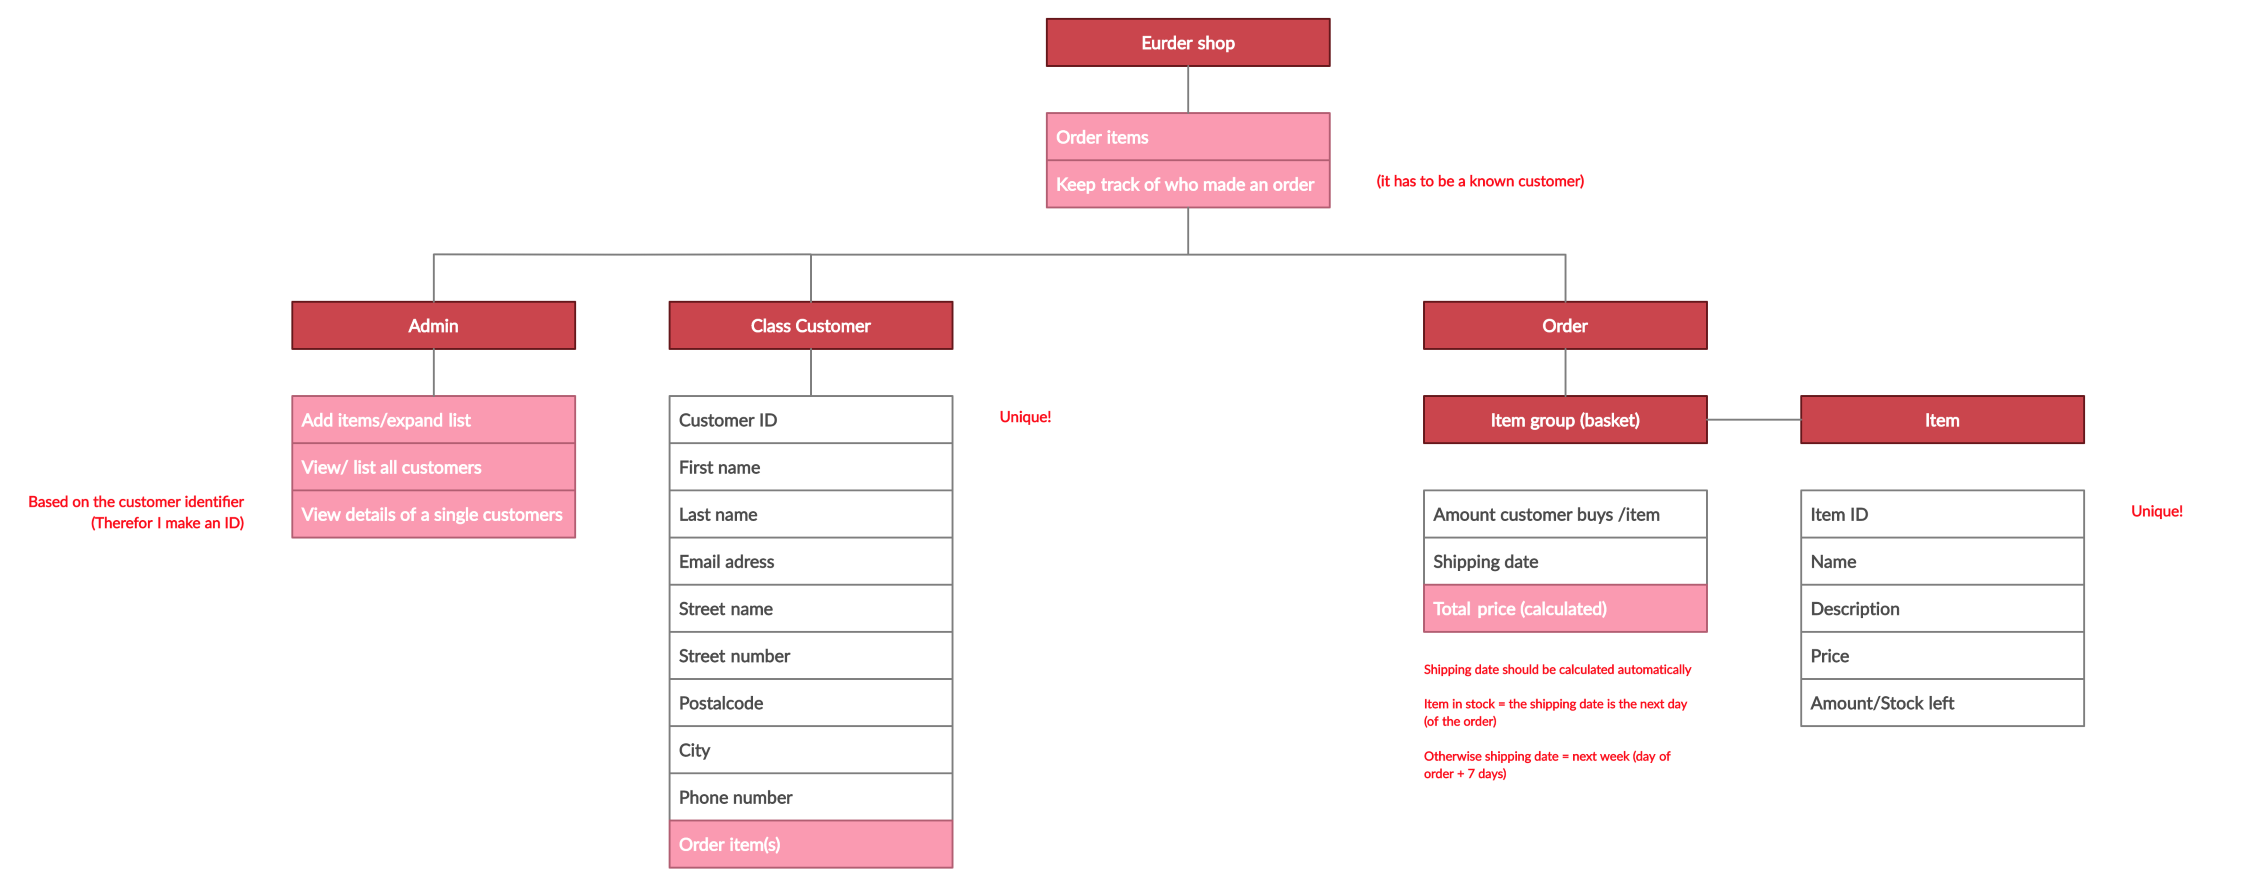 Eurder shop
Order items
Keep track of who made an order
(it has to be a known customer)
Admin
Add items/expand list
View/ list all customers
View details of a single customers
Based on the customer identifier
(Therefor I make an ID)
Class Customer
Customer ID
Unique!
First name
Last name
Email adress
Street name
Street number
Postalcode
City
Phone number
Order item(s)
Order
Item group (basket)
Amount customer buys /item
Shipping date
Total price (calculated)
Shipping date should be calculated automatically
Item in stock = the shipping date is the next day
(of the order)
Otherwise shipping date = next week (day of
order + 7 days)
Item
Item ID
Unique!
Name
Description
Price
Amount/Stock left